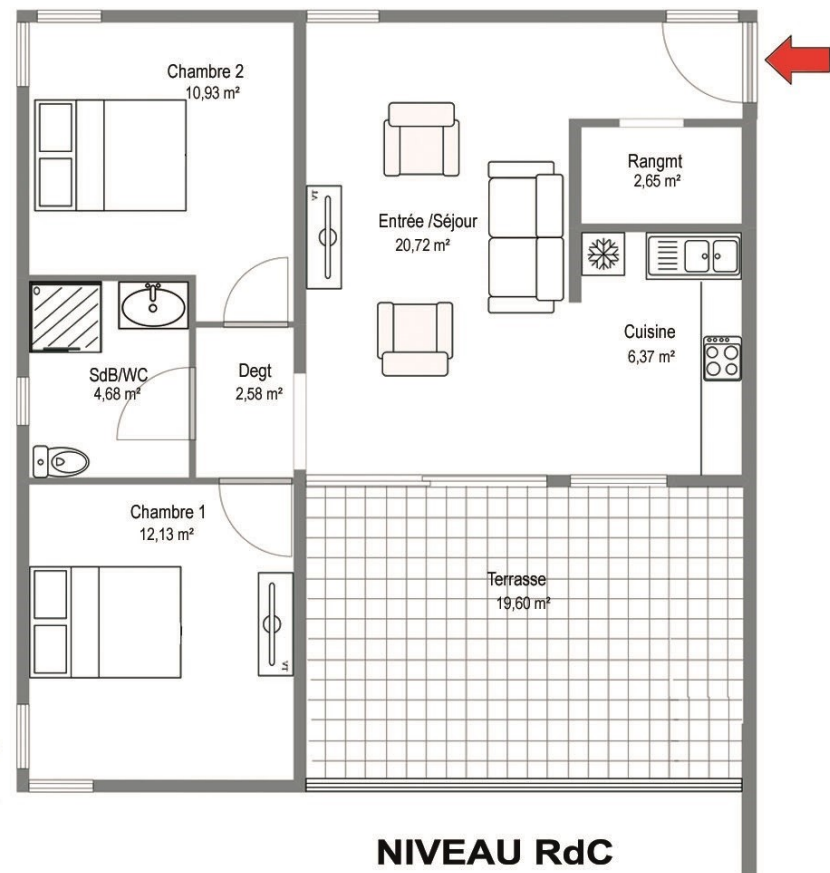 Chambre 2
10,93 m²
Rangmt
2,65 m²
TV
Entrée /Séjour
20,72 m²
Cuisine
6,37 m²
SdB/WC
4,68 m²
Degt
2,58 m²
Chambre 1
12,13 m²
Terrasse
19,60 m²
TV
NIVEAU RdC